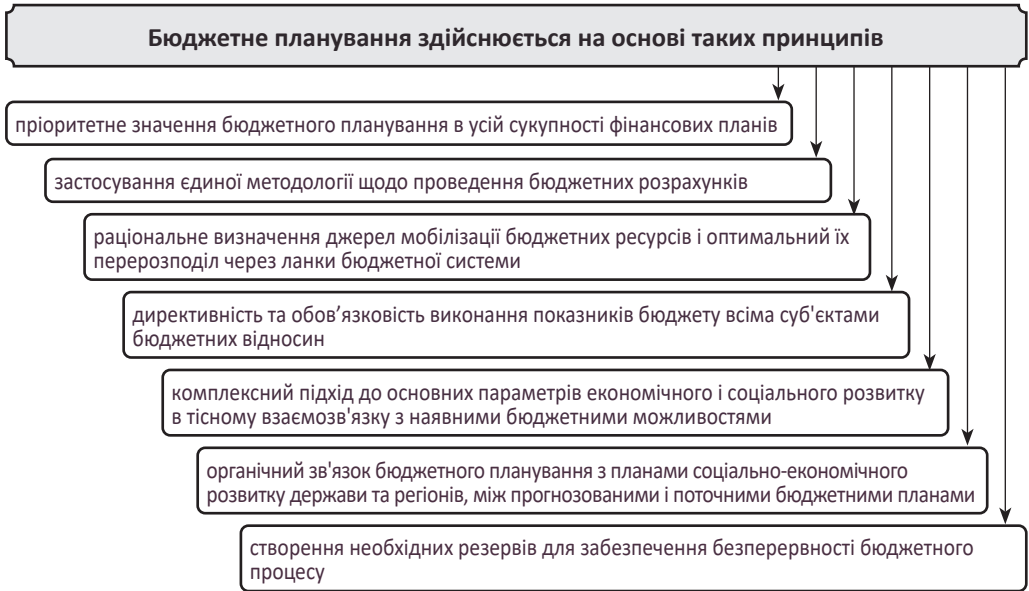 Бюджетне планування здійснюється на основі таких принципів
пріоритетне значення бюджетного планування в усій сукупності фінансових планів
застосування єдиної методології щодо проведення бюджетних розрахунків
раціональне визначення джерел мобілізації бюджетних ресурсів і оптимальний їх
перерозподіл через ланки бюджетної системи
директивність та обов’язковість виконання показників бюджету всіма суб'єктами
бюджетних відносин
комплексний підхід до основних параметрів економічного і соціального розвитку
в тісному взаємозв'язку з наявними бюджетними можливостями
органічний зв'язок бюджетного планування з планами соціально-економічного
розвитку держави та регіонів, між прогнозованими і поточними бюджетними планами
створення необхідних резервів для забезпечення безперервності бюджетного
процесу